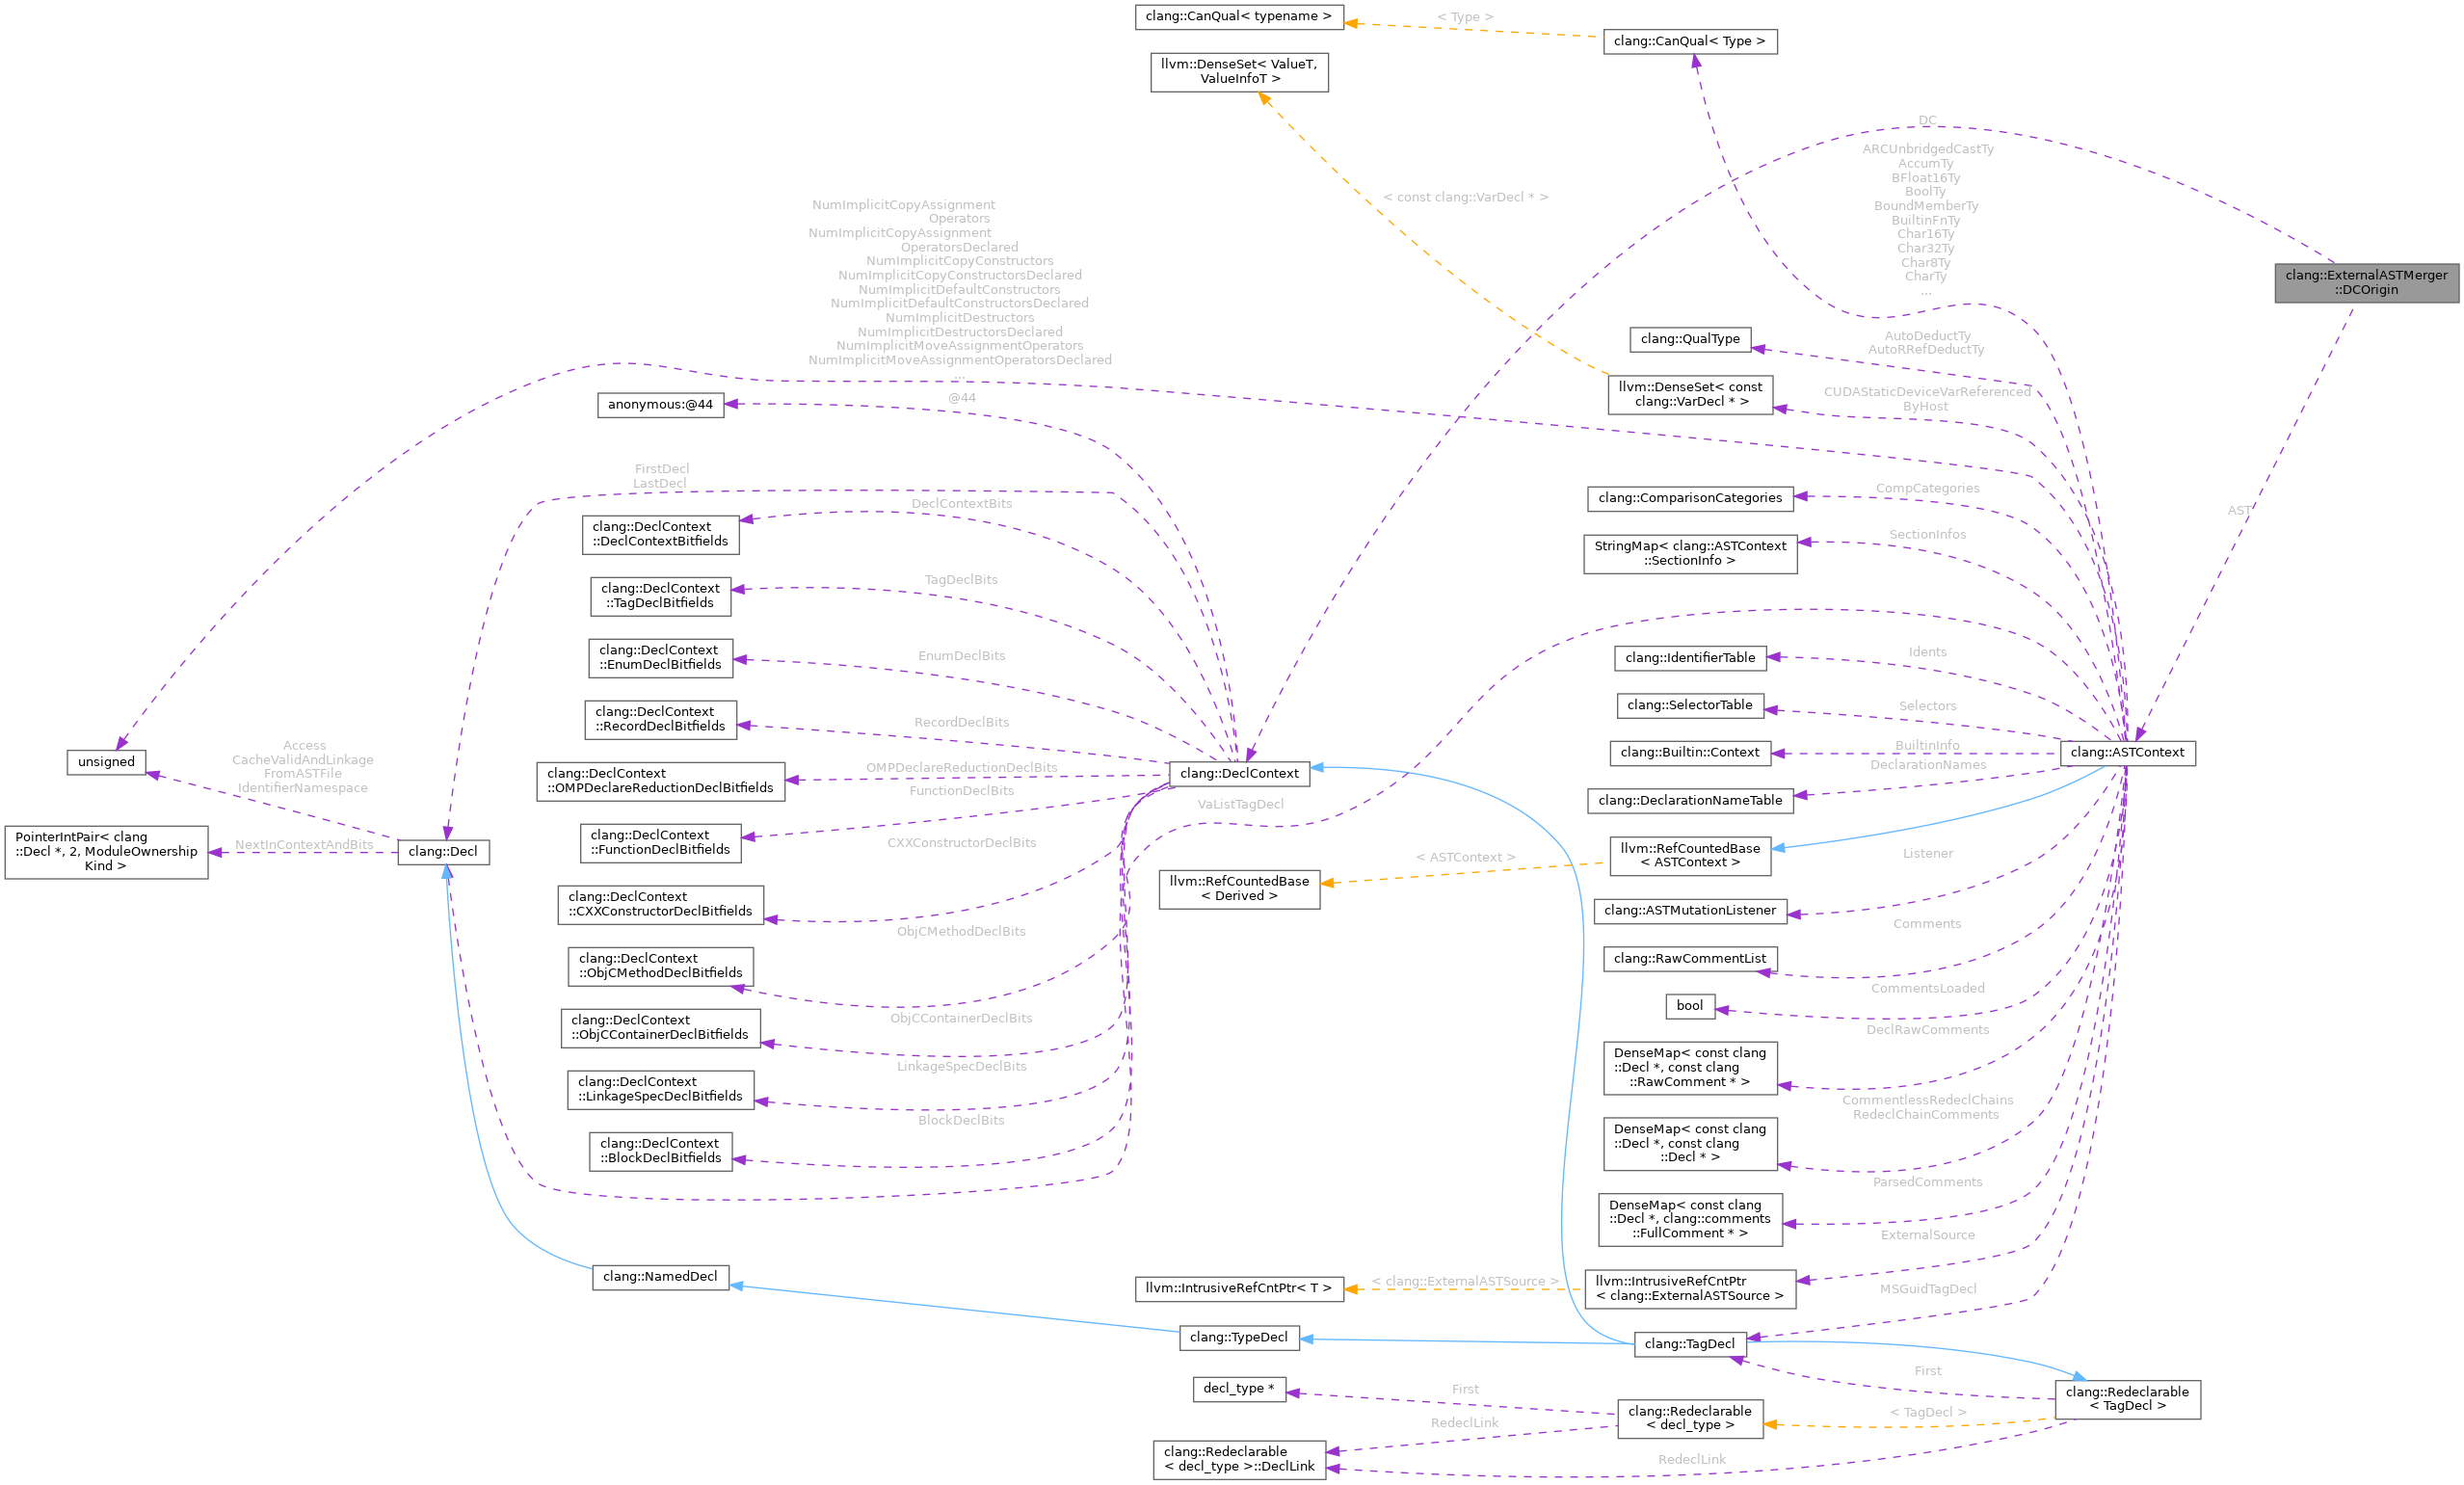 clang::CanQual< typename >
< Type >
clang::CanQual< Type >
llvm::DenseSet< ValueT,
ValueInfoT >
DC
ARCUnbridgedCastTy
AccumTy
BFloat16Ty
BoolTy
BoundMemberTy
BuiltinFnTy
Char16Ty
Char32Ty
Char8Ty
CharTy
...
< const clang::VarDecl * >
clang::ExternalASTMerger
::DCOrigin
NumImplicitCopyAssignment
Operators
NumImplicitCopyAssignment
OperatorsDeclared
NumImplicitCopyConstructors
NumImplicitCopyConstructorsDeclared
NumImplicitDefaultConstructors
NumImplicitDefaultConstructorsDeclared
NumImplicitDestructors
NumImplicitDestructorsDeclared
NumImplicitMoveAssignmentOperators
NumImplicitMoveAssignmentOperatorsDeclared
...
clang::QualType
AutoDeductTy
AutoRRefDeductTy
llvm::DenseSet< const
clang::VarDecl * >
CUDAStaticDeviceVarReferenced
ByHost
anonymous:@44
@44
FirstDecl
LastDecl
clang::ComparisonCategories
CompCategories
AST
clang::DeclContext
::DeclContextBitfields
DeclContextBits
StringMap< clang::ASTContext
::SectionInfo >
SectionInfos
clang::DeclContext
::TagDeclBitfields
TagDeclBits
clang::DeclContext
::EnumDeclBitfields
EnumDeclBits
clang::IdentifierTable
Idents
clang::DeclContext
::RecordDeclBitfields
RecordDeclBits
clang::SelectorTable
Selectors
unsigned
Access
CacheValidAndLinkage
FromASTFile
IdentifierNamespace
clang::DeclContext
::OMPDeclareReductionDeclBitfields
OMPDeclareReductionDeclBits
clang::DeclContext
clang::Builtin::Context
BuiltinInfo
clang::ASTContext
DeclarationNames
clang::DeclarationNameTable
FunctionDeclBits
VaListTagDecl
PointerIntPair< clang
::Decl *, 2, ModuleOwnership
Kind >
NextInContextAndBits
clang::Decl
clang::DeclContext
::FunctionDeclBitfields
CXXConstructorDeclBits
llvm::RefCountedBase
< ASTContext >
< ASTContext >
llvm::RefCountedBase
< Derived >
Listener
clang::DeclContext
::CXXConstructorDeclBitfields
clang::ASTMutationListener
ObjCMethodDeclBits
Comments
clang::DeclContext
::ObjCMethodDeclBitfields
clang::RawCommentList
CommentsLoaded
bool
clang::DeclContext
::ObjCContainerDeclBitfields
ObjCContainerDeclBits
DeclRawComments
DenseMap< const clang
::Decl *, const clang
::RawComment * >
LinkageSpecDeclBits
clang::DeclContext
::LinkageSpecDeclBitfields
CommentlessRedeclChains
RedeclChainComments
BlockDeclBits
DenseMap< const clang
::Decl *, const clang
::Decl * >
clang::DeclContext
::BlockDeclBitfields
ParsedComments
DenseMap< const clang
::Decl *, clang::comments
::FullComment * >
ExternalSource
clang::NamedDecl
llvm::IntrusiveRefCntPtr< T >
< clang::ExternalASTSource >
llvm::IntrusiveRefCntPtr
< clang::ExternalASTSource >
MSGuidTagDecl
clang::TypeDecl
clang::TagDecl
First
decl_type *
First
clang::Redeclarable
< TagDecl >
< TagDecl >
clang::Redeclarable
< decl_type >
RedeclLink
clang::Redeclarable
< decl_type >::DeclLink
RedeclLink